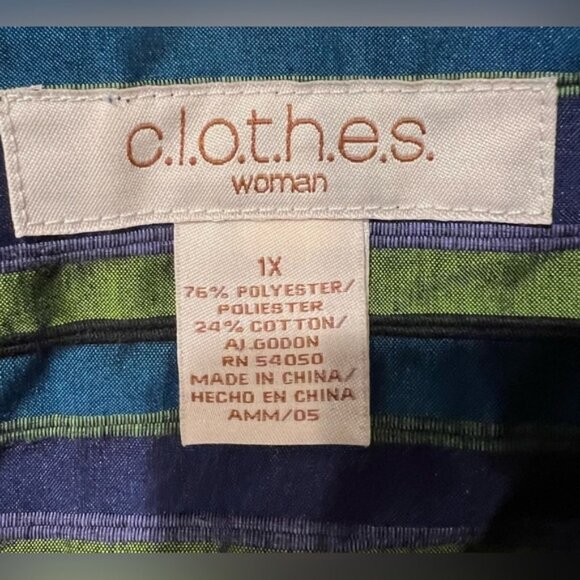 c.l.o.t.h.e.s.
woman
1X
76% POLYESTER/
POLIESTER
24% COTTON/
ALGODON
RN 54050
MADE IN CHINA/
HECHO EN CHINA
AMM/05